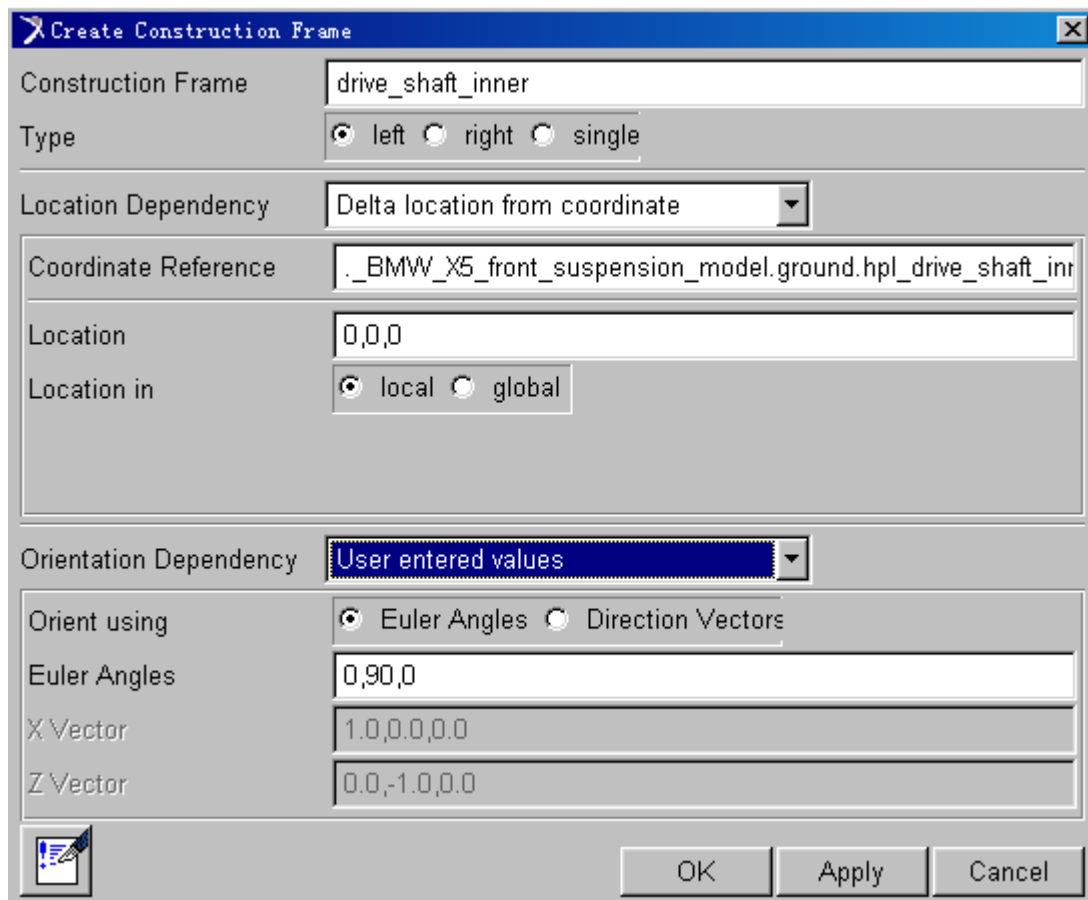 Create Construction Frame
Construction Frame drive_shaft_inner
Type left right single
Location Dependency Delta location from coordinate
Coordinate Reference ._BMW_X5_front_suspension_model.ground.hpl_drive_shaft_inr
Location 0,0,0
Location in local global
Orientation Dependency User entered values
Orient using Euler Angles Direction Vectors
Euler Angles 0,90,0
X Vector 1.0,0.0,0.0
Z Vector 0.0,-1.0,0.0
OK Apply Cancel